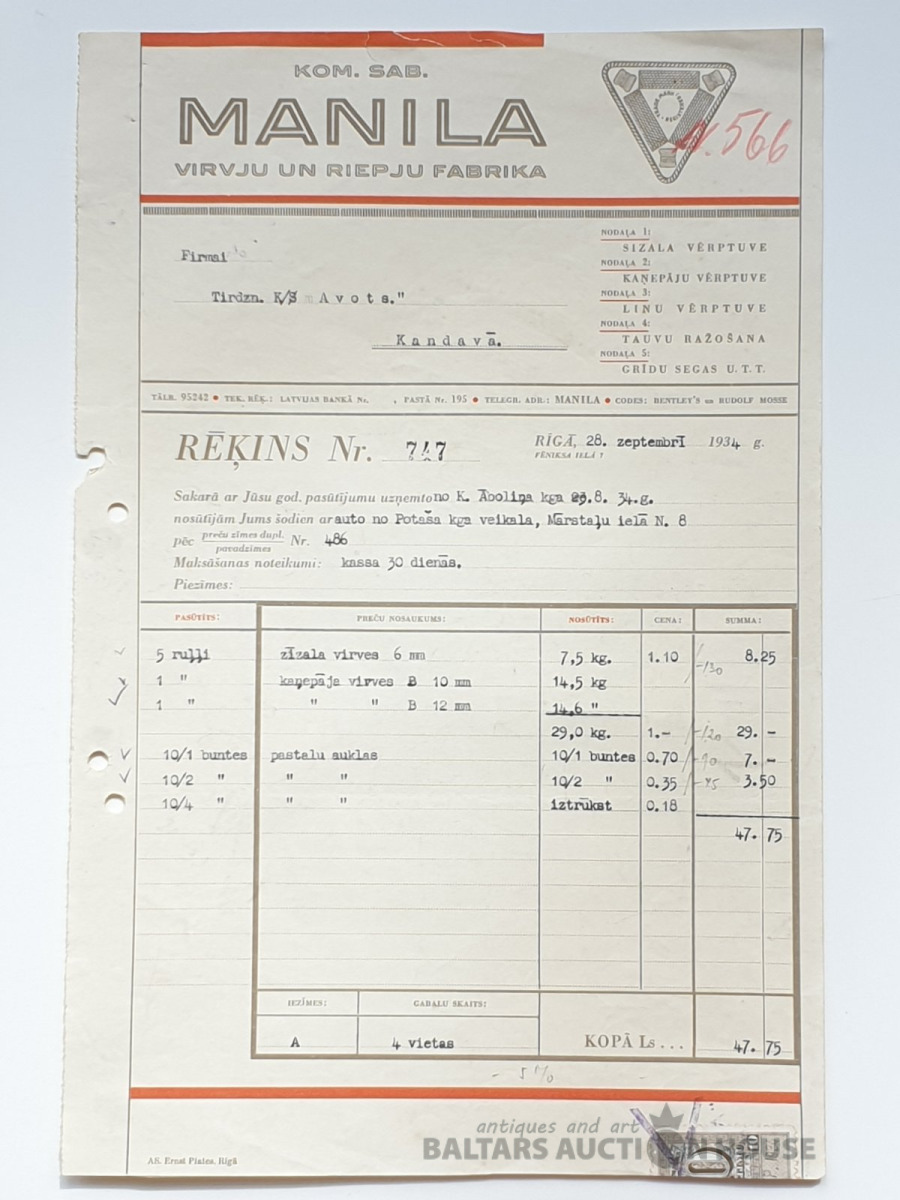 KOM. SAB.
MANILA
VIRVJU UN RIEPJU FABRIKA
N. 566
NODAĻA 1:
SIZALA VĒRPTUVE
NODAĻA 2:
KAŅEPĀJU VĒRPTUVE
NODAĻA 3:
LINU VĒRPTUVE
NODAĻA 4:
TAUVU RAŽOŠANA
NODAĻA 5:
GRĪDU SEGAS U.T.T.
Firmai
Tirdzn. K/S "Avots."
Kandavā.
TĀLR. 95242 • TEK. RĒĶ.: LATVIJAS BANKĀ Nr. , PASTĀ Nr. 195 • TELEGR. ADR.: MANILA • CODES: BENTLEY'S un RUDOLF MOSSE
RĒĶINS Nr. 747
RĪGĀ, 28. zeptembrī 1934 g.
FĒNIKSA IELĀ 7
Sakarā ar Jūsu god. pasūtījumu uzņemto no K. Āboliņa kga 29.8. 34.g.
nosūtījām Jums šodien ar auto no Potaša kga veikala, Mārstaļu ielā N. 8
pēc preču zīmes dupl. pavadzīmes Nr. 486
Maksāšanas noteikumi: kassa 30 dienās.
Piezīmes:
PASŪTĪTS: PREČU NOSAUKUMS: NOSŪTĪTS: CENA: SUMMA:
5 ruļļi zīzala virves 6 mm 7,5 kg. 1.10 -130 8.25
1 " kaņepāja virves B 10 mm 14,5 kg
1 " " " B 12 mm 14,6 "
29,0 kg. 1.- -120 29. -
10/1 buntes pastalu auklas 10/1 buntes 0.70 -90 7. -
10/2 " " " 10/2 " 0.35 -45 3.50
10/4 " " " iztrūkst 0.18
47. 75
IEZĪMES: GABALU SKAITS:
A 4 vietas KOPĀ Ls... 47. 75
- 5 %
antiques and art
BALTARS AUCTION HOUSE
AS. Ernst Plates, Rīgā